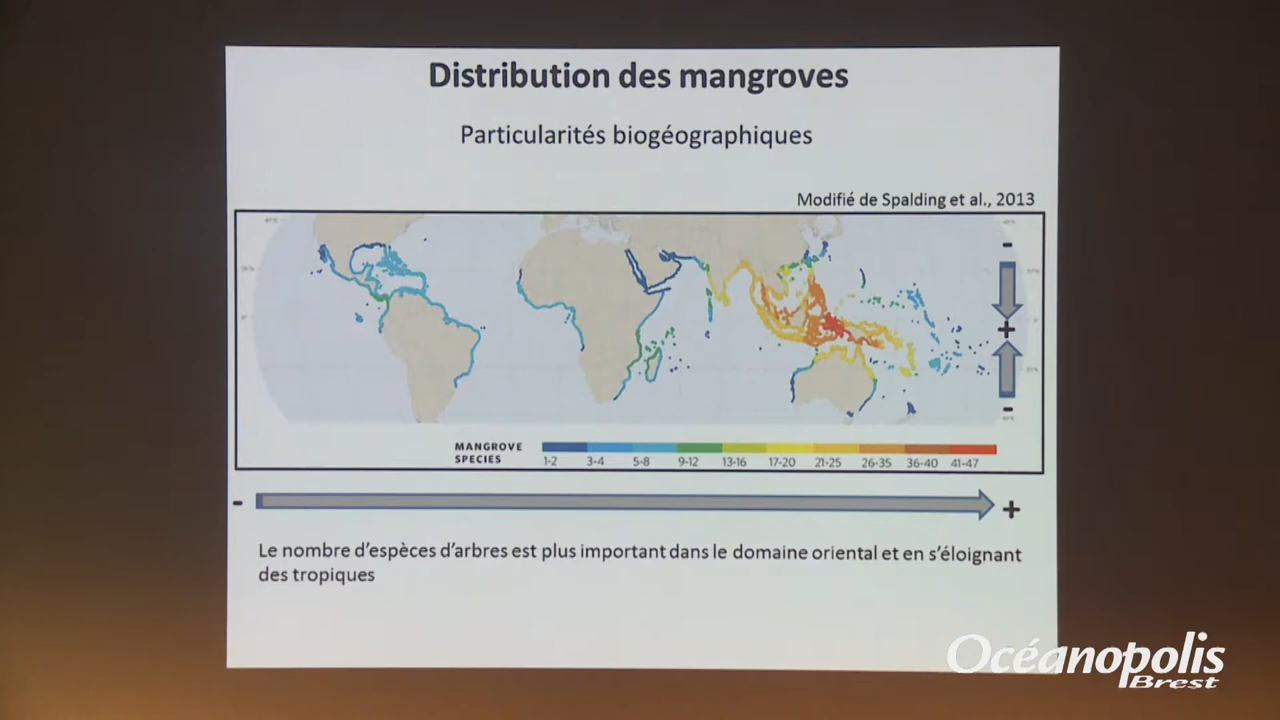 Distribution des mangroves
Particularités biogéographiques
Modifié de Spalding et al., 2013
-
+
-
MANGROVE
SPECIES
1-2 3-4 5-8 9-12 13-16 17-20 21-25 26-35 36-40 41-47
- +
Le nombre d'espèces d'arbres est plus important dans le domaine oriental et en s'éloignant
des tropiques
Océanopolis
Brest